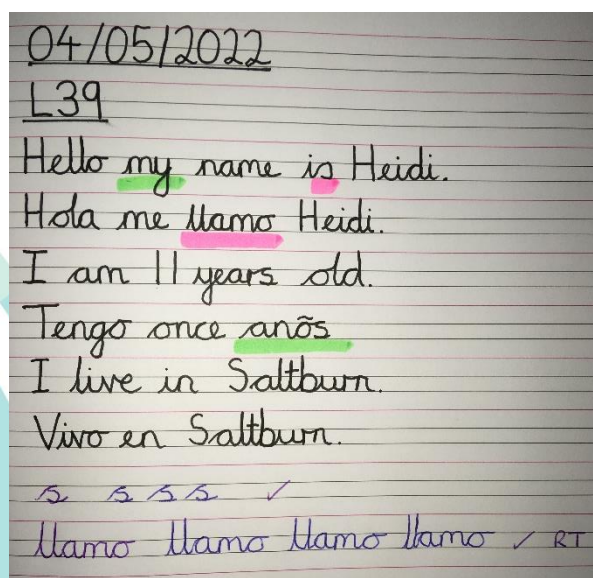 04/05/2022
L39
Hello my name is Heidi.
Hola me llamo Heidi.
I am 11 years old.
Tengo once anõs
I live in Saltburn.
Vivo en Saltburn.
s s s s ✓
llamo llamo llamo llamo ✓ RT